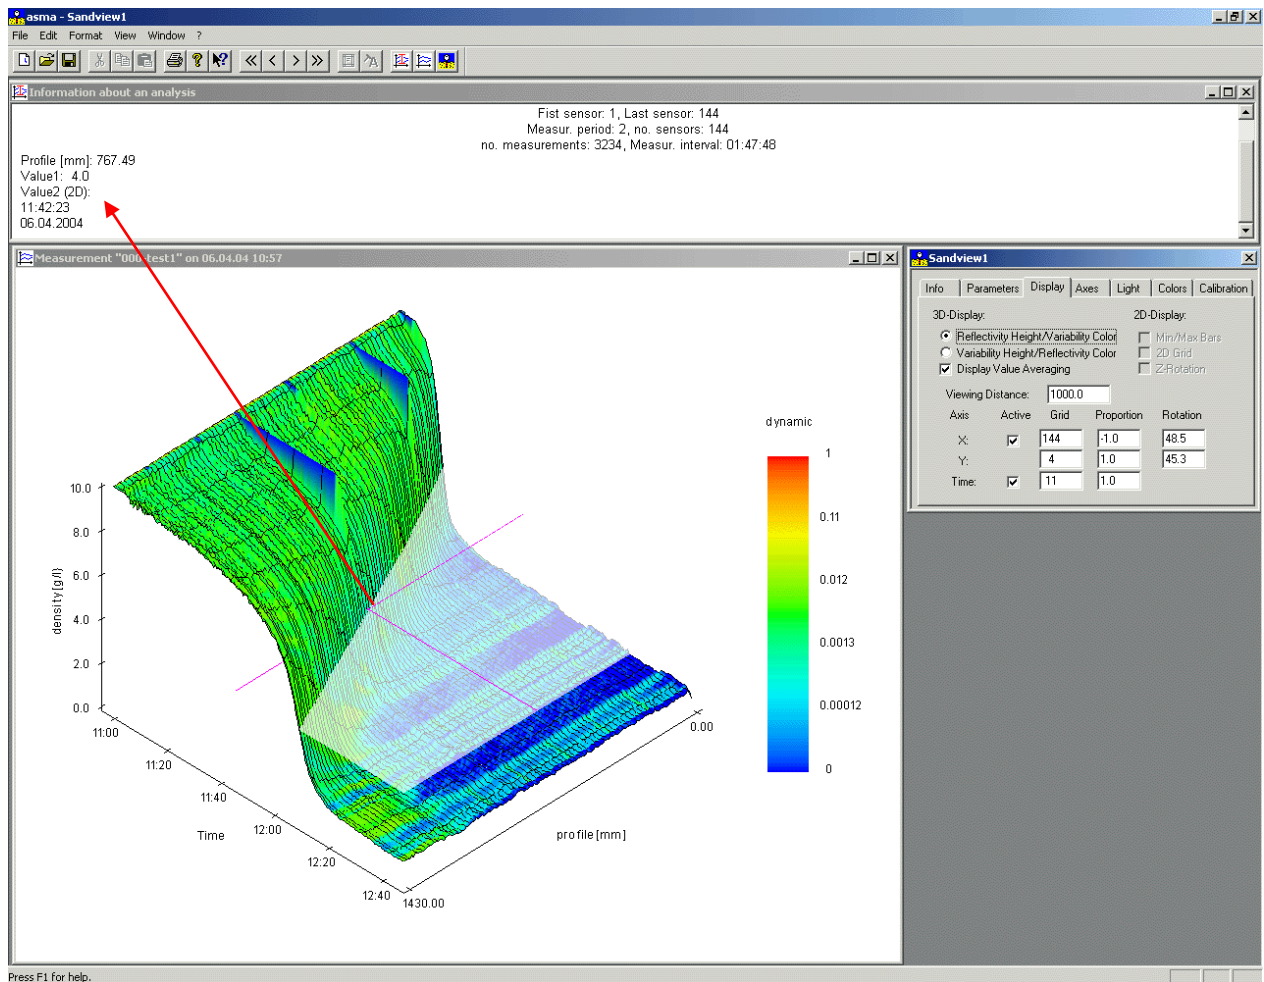 asma - Sandview1
File Edit Format View Window ?
Information about an analysis
Fist sensor: 1, Last sensor: 144
Measur. period: 2, no. sensors: 144
no. measurements: 3234, Measur. interval: 01:47:48
Profile [mm]: 767.49
Value1: 4.0
Value2 (2D):
11:42:23
06.04.2004
Measurement "000-test1" on 06.04.04 10:57
dynamic
1
0.11
0.012
0.0013
0.00012
0
10.0
8.0
6.0
4.0
2.0
0.0
density[g/l]
11:00
11:20
11:40
12:00
12:20
12:40
Time
1430.00
profile[mm]
0.00
Sandview1
Info Parameters Display Axes Light Colors Calibration
3D-Display: 2D-Display:
Reflectivity Height/Variability Color Min/Max Bars
Variability Height/Reflectivity Color 2D Grid
Display Value Averaging Z-Rotation
Viewing Distance: 1000.0
Axis Active Grid Proportion Rotation
X: 144 -1.0 48.5
Y: 4 1.0 45.3
Time: 11 1.0
Press F1 for help.